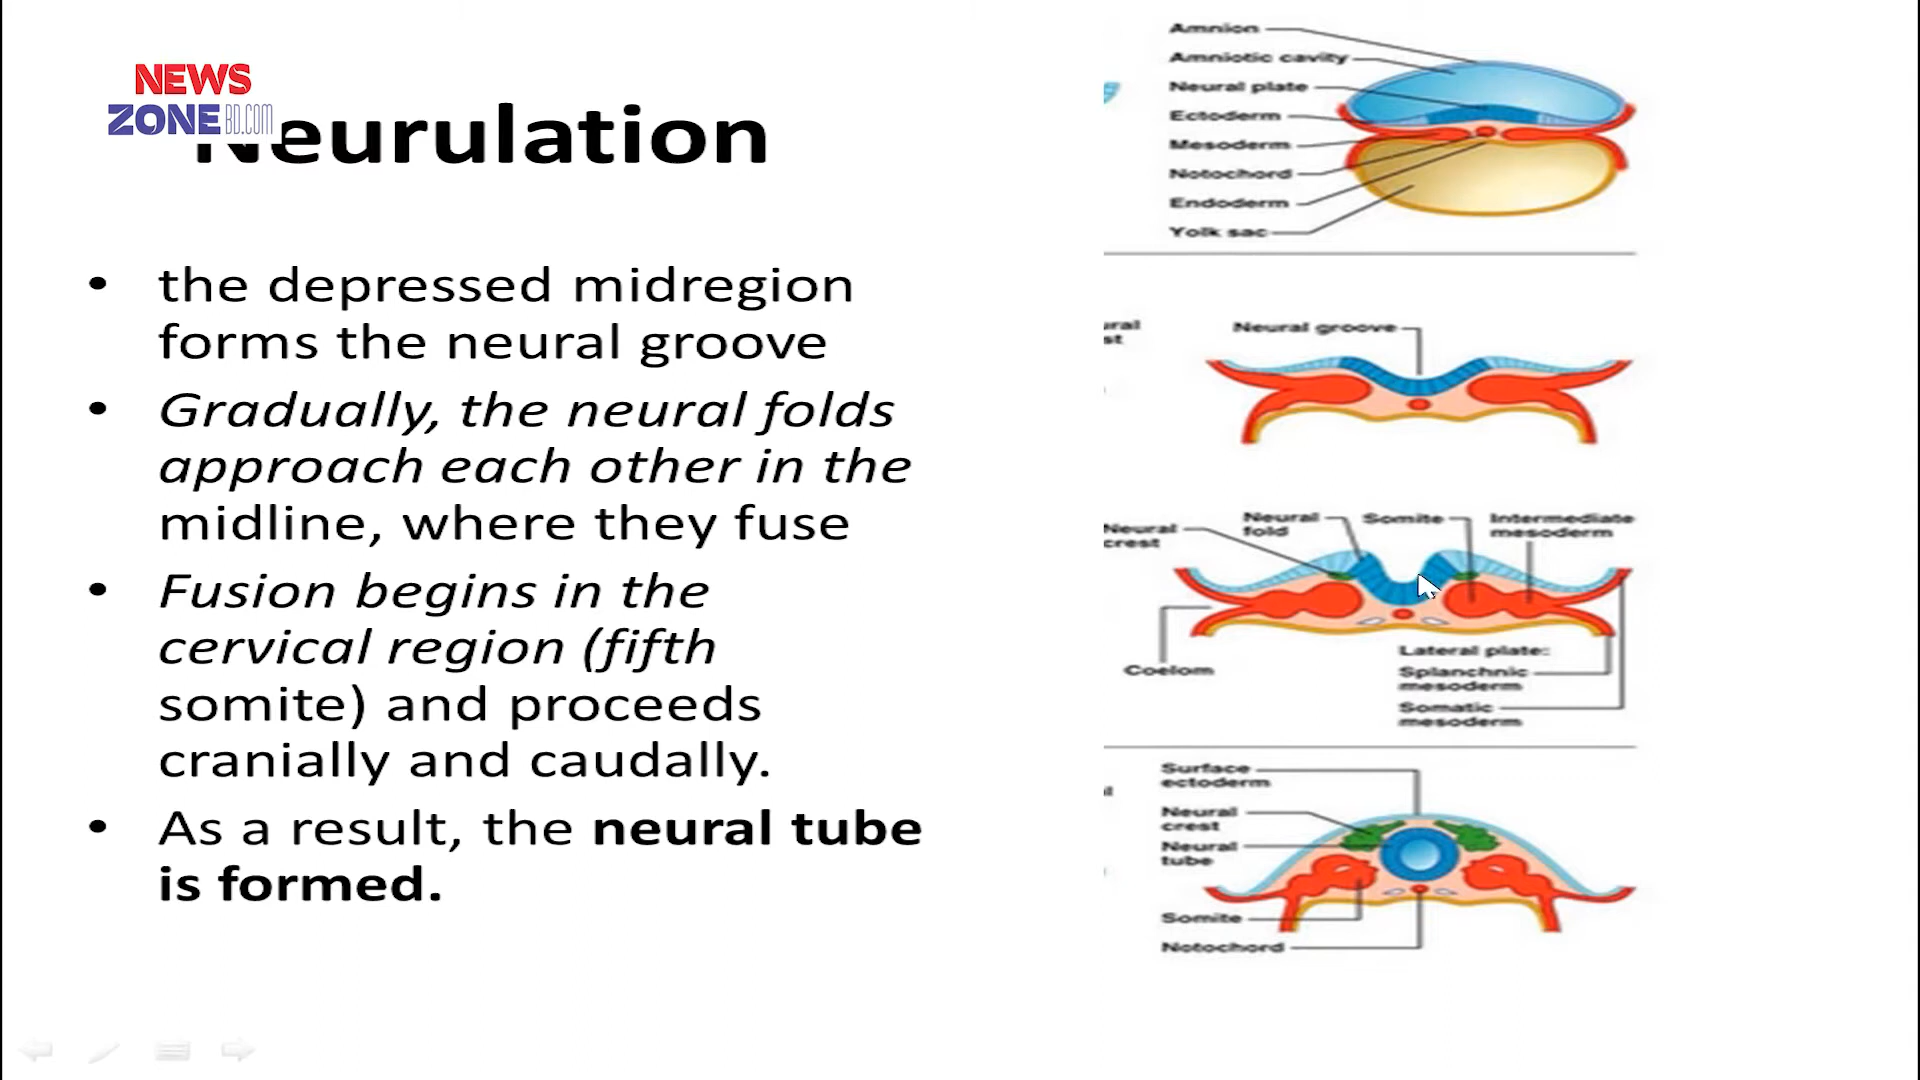 NEWS
ZONE BD.COM
Neurulation
• the depressed midregion
forms the neural groove
• Gradually, the neural folds
approach each other in the
midline, where they fuse
• Fusion begins in the
cervical region (fifth
somite) and proceeds
cranially and caudally.
• As a result, the neural tube
is formed.
Amnion
Amniotic cavity
Neural plate
Ectoderm
Mesoderm
Notochord
Endoderm
Yolk sac
Neural groove
Neural
crest
Neural
fold
Somite
Intermediate
mesoderm
Coelom
Lateral plate:
Splanchnic
mesoderm
Somatic
mesoderm
Surface
ectoderm
Neural
crest
Neural
tube
Somite
Notochord